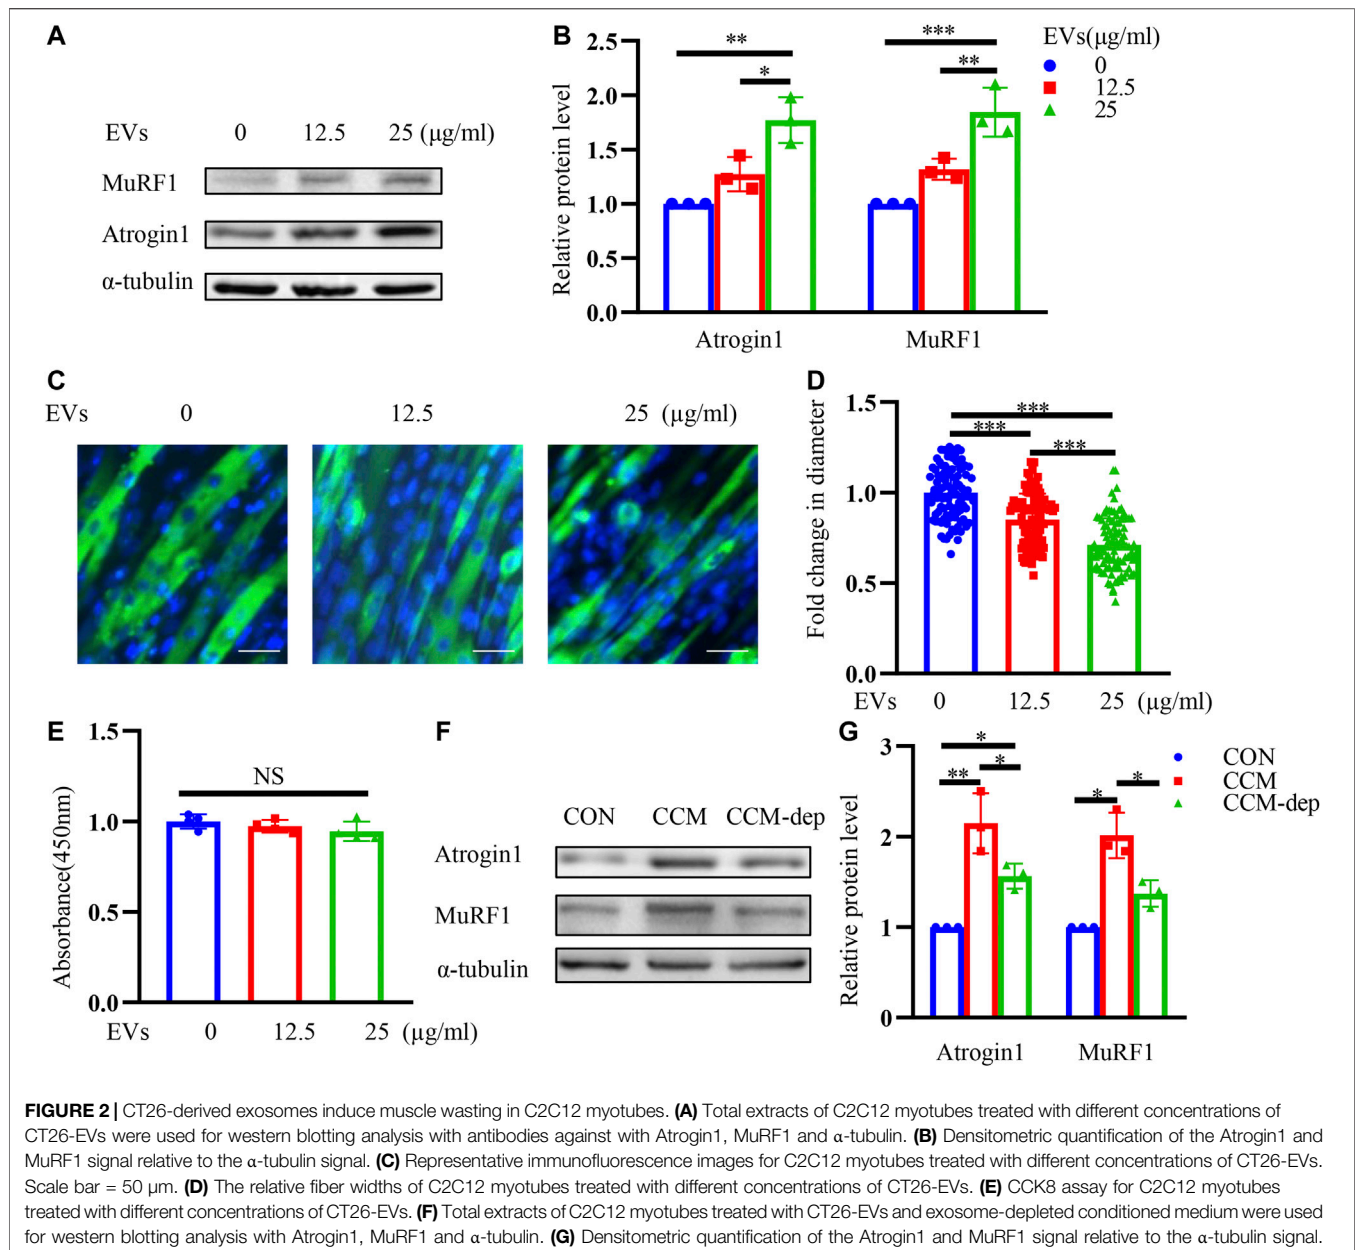 A
EVs 0 12.5 25 (μg/ml)
MuRF1
Atrogin1
α-tubulin
B
Relative protein level
2.5
2.0
1.5
1.0
0.5
0.0
** 
*
***
**
Atrogin1 MuRF1
EVs(μg/ml)
0
12.5
25
C
EVs 0 12.5 25 (μg/ml)
D
Fold change in diameter
1.5
1.0
0.5
0.0
***
***
***
EVs 0 12.5 25 (μg/ml)
E
Absorbance(450nm)
1.5
1.0
0.5
0.0
NS
EVs 0 12.5 25 (μg/ml)
F
CON CCM CCM-dep
Atrogin1
MuRF1
α-tubulin
G
Relative protein level
3
2
1
0
*
**
*
*
*
Atrogin1 MuRF1
CON
CCM
CCM-dep
FIGURE 2 | CT26-derived exosomes induce muscle wasting in C2C12 myotubes. (A) Total extracts of C2C12 myotubes treated with different concentrations of
CT26-EVs were used for western blotting analysis with antibodies against with Atrogin1, MuRF1 and α-tubulin. (B) Densitometric quantification of the Atrogin1 and
MuRF1 signal relative to the α-tubulin signal. (C) Representative immunofluorescence images for C2C12 myotubes treated with different concentrations of CT26-EVs.
Scale bar = 50 μm. (D) The relative fiber widths of C2C12 myotubes treated with different concentrations of CT26-EVs. (E) CCK8 assay for C2C12 myotubes
treated with different concentrations of CT26-EVs. (F) Total extracts of C2C12 myotubes treated with CT26-EVs and exosome-depleted conditioned medium were used
for western blotting analysis with Atrogin1, MuRF1 and α-tubulin. (G) Densitometric quantification of the Atrogin1 and MuRF1 signal relative to the α-tubulin signal.